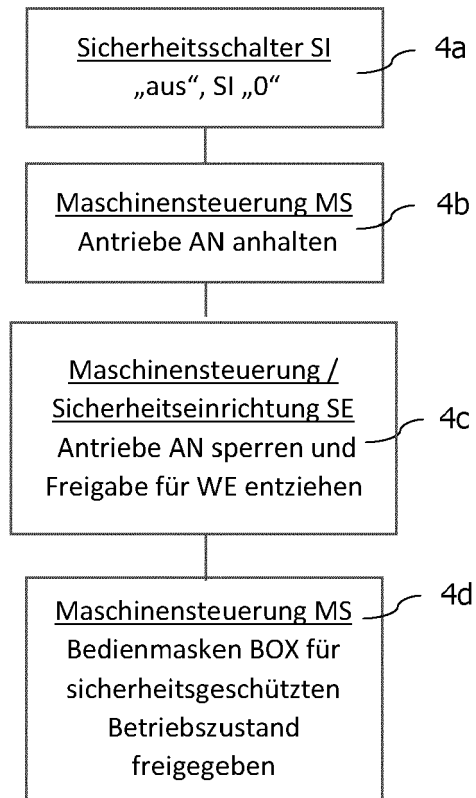 Sicherheitsschalter SI
„aus“, SI „0“
4a
Maschinensteuerung MS
Antriebe AN anhalten
4b
Maschinensteuerung /
Sicherheitseinrichtung SE
Antriebe AN sperren und
Freigabe für WE entziehen
4c
Maschinensteuerung MS
Bedienmasken BOX für
sicherheitsgeschützten
Betriebszustand
freigegeben
4d